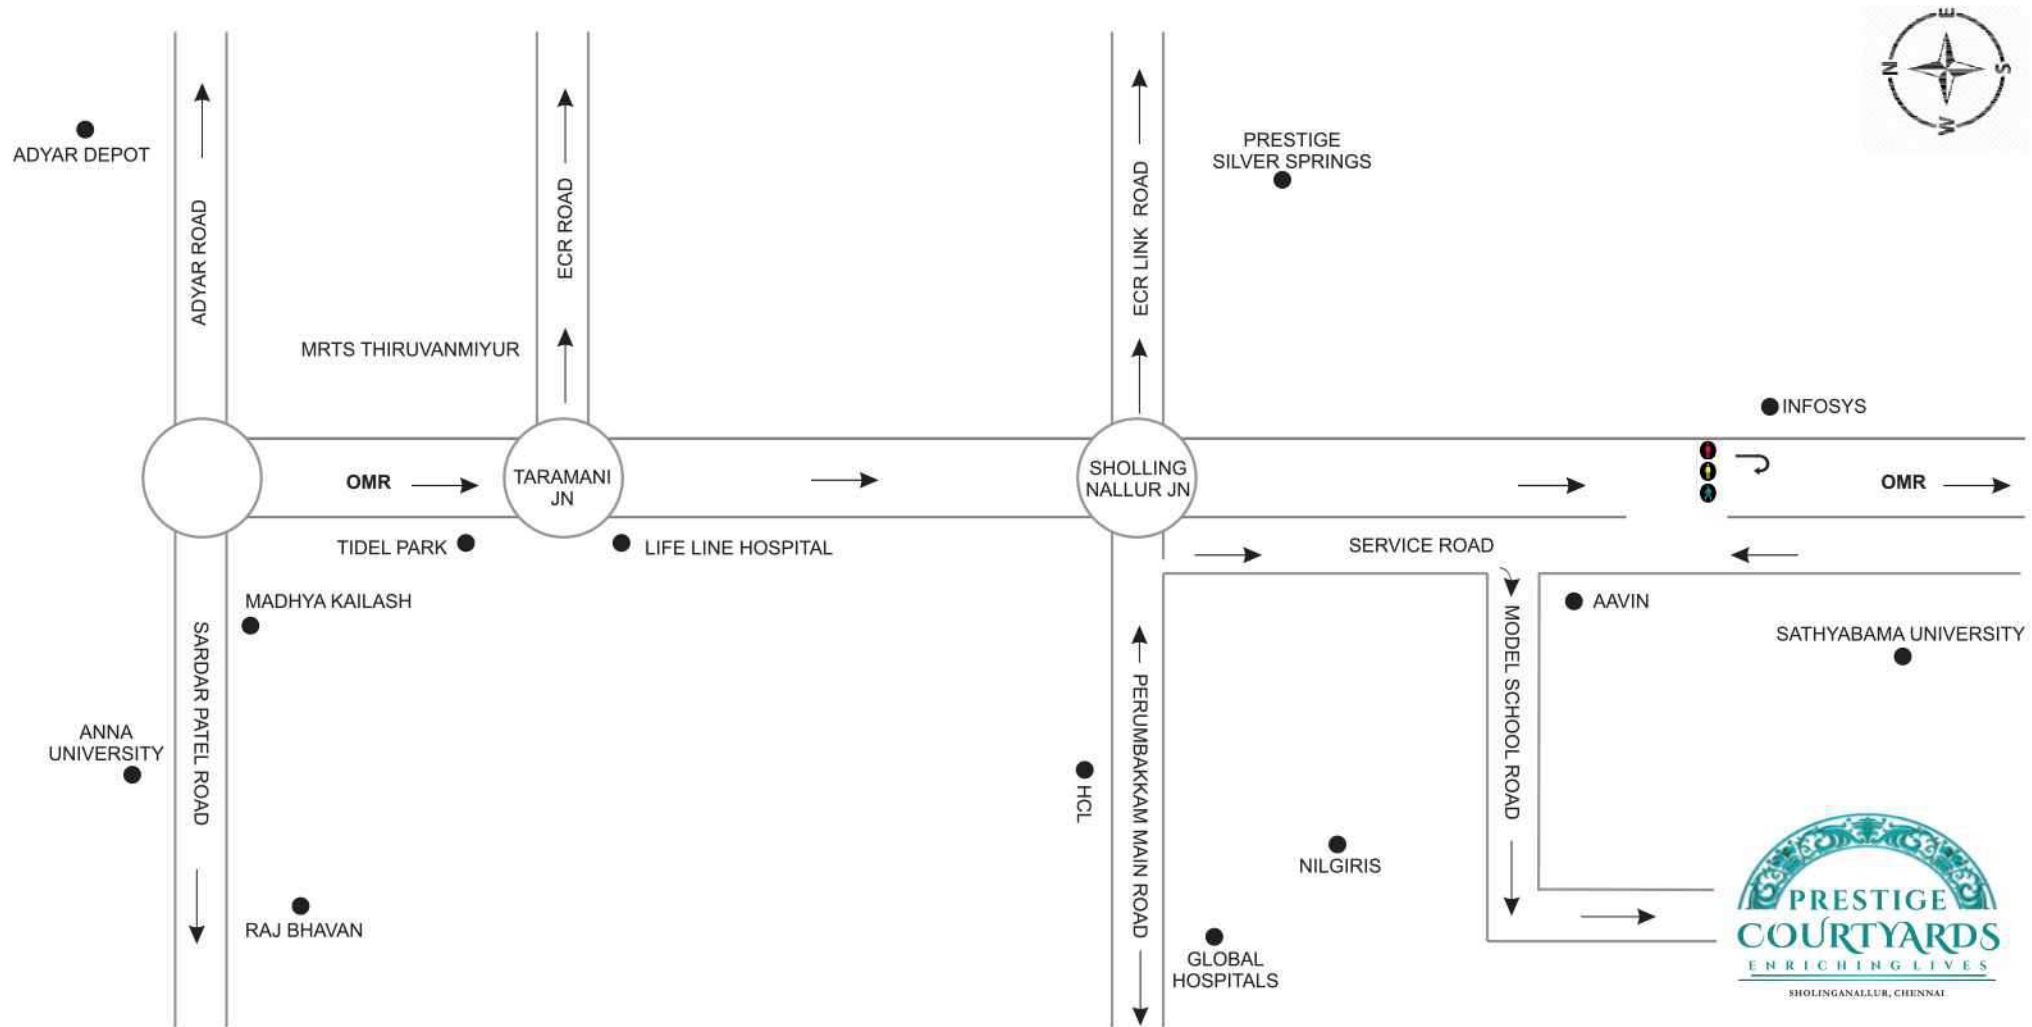 E
N
S
W
ADYAR DEPOT
ADYAR ROAD
ECR ROAD
ECR LINK ROAD
PRESTIGE
SILVER SPRINGS
MRTS THIRUVANMIYUR
INFOSYS
OMR
TARAMANI
JN
SHOLLING
NALLUR JN
OMR
TIDEL PARK
LIFE LINE HOSPITAL
SERVICE ROAD
MADHYA KAILASH
AAVIN
SATHYABAMA UNIVERSITY
SARDAR PATEL ROAD
ANNA
UNIVERSITY
HCL
PERUMBAKKAM MAIN ROAD
MODEL SCHOOL ROAD
NILGIRIS
RAJ BHAVAN
GLOBAL
HOSPITALS
PRESTIGE
COURTYARDS
ENRICHING LIVES
SHOLINGANALLUR, CHENNAI